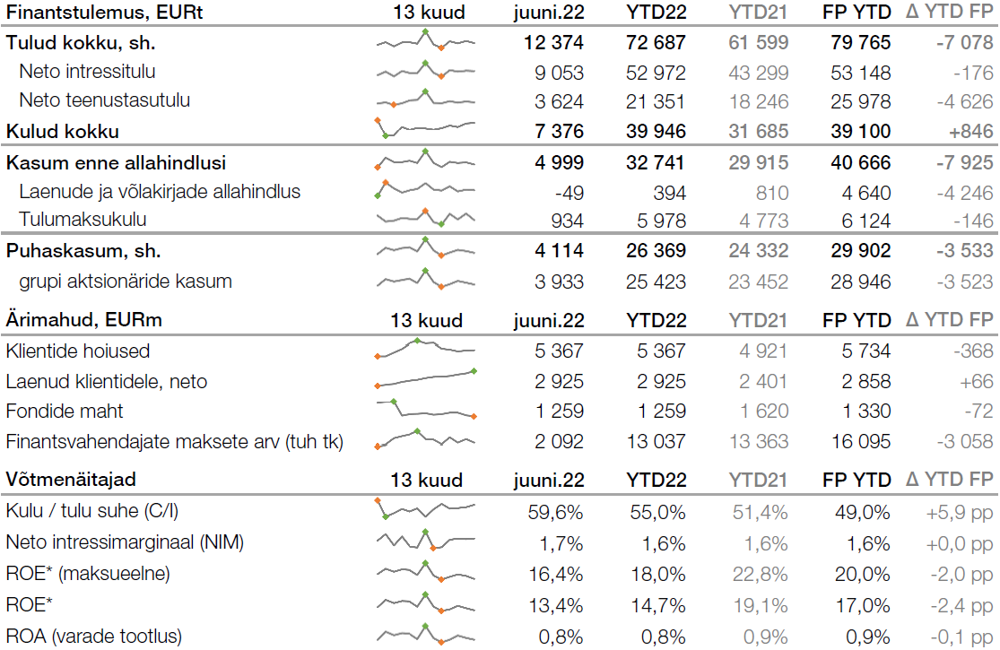 Finantstulemus, EURt 13 kuud juuni.22 YTD22 YTD21 FP YTD Δ YTD FP
Tulud kokku, sh. 12 374 72 687 61 599 79 765 -7 078
Neto intressitulu 9 053 52 972 43 299 53 148 -176
Neto teenustasutulu 3 624 21 351 18 246 25 978 -4 626
Kulud kokku 7 376 39 946 31 685 39 100 +846
Kasum enne allahindlusi 4 999 32 741 29 915 40 666 -7 925
Laenude ja võlakirjade allahindlus -49 394 810 4 640 -4 246
Tulumaksukulu 934 5 978 4 773 6 124 -146
Puhaskasum, sh. 4 114 26 369 24 332 29 902 -3 533
grupi aktsionäride kasum 3 933 25 423 23 452 28 946 -3 523
Ärimahud, EURm 13 kuud juuni.22 YTD22 YTD21 FP YTD Δ YTD FP
Klientide hoiused 5 367 5 367 4 921 5 734 -368
Laenud klientidele, neto 2 925 2 925 2 401 2 858 +66
Fondide maht 1 259 1 259 1 620 1 330 -72
Finantsvahendajate maksete arv (tuh tk) 2 092 13 037 13 363 16 095 -3 058
Võtmenäitajad 13 kuud juuni.22 YTD22 YTD21 FP YTD Δ YTD FP
Kulu / tulu suhe (C/I) 59,6% 55,0% 51,4% 49,0% +5,9 pp
Neto intressimarginaal (NIM) 1,7% 1,6% 1,6% 1,6% +0,0 pp
ROE* (maksueelne) 16,4% 18,0% 22,8% 20,0% -2,0 pp
ROE* 13,4% 14,7% 19,1% 17,0% -2,4 pp
ROA (varade tootlus) 0,8% 0,8% 0,9% 0,9% -0,1 pp